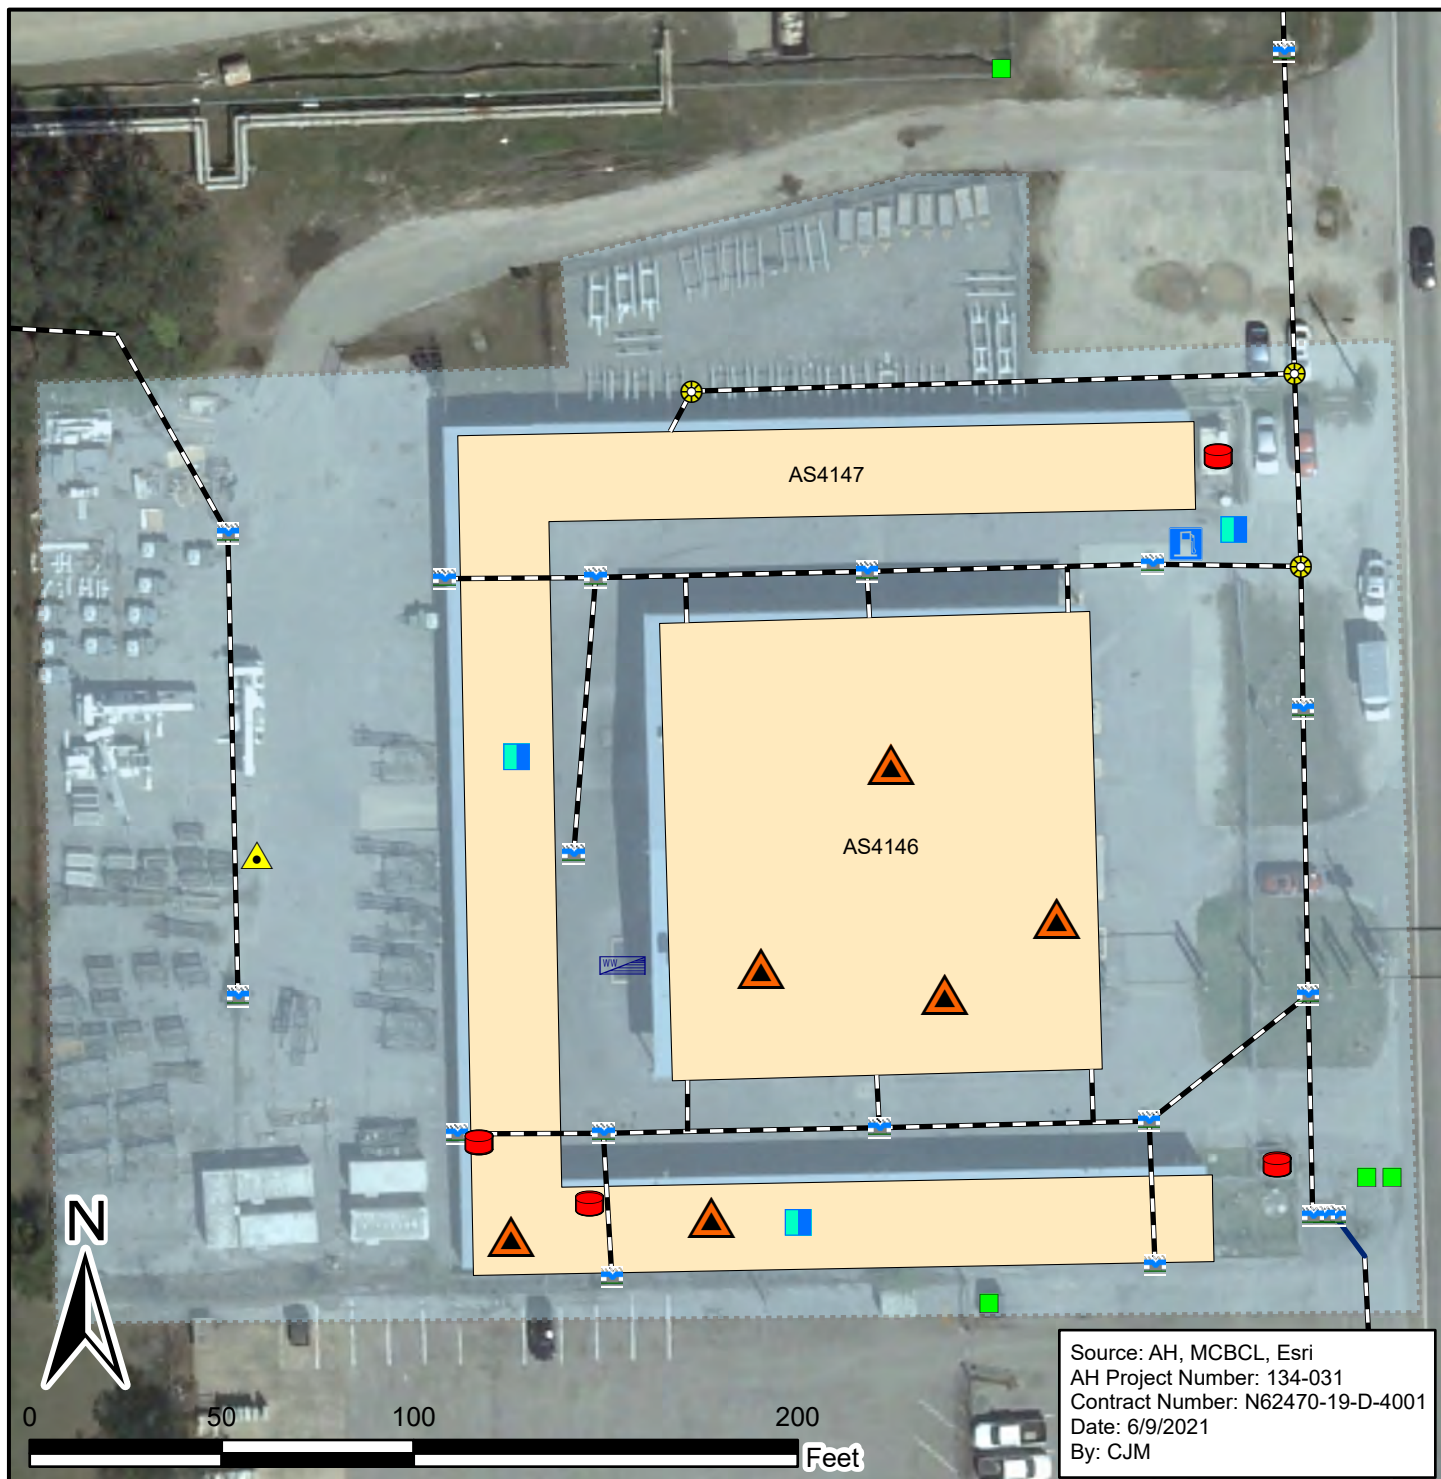 AS4147
AS4146
WW
N
0 50 100 200
Feet
Source: AH, MCBCL, Esri
AH Project Number: 134-031
Contract Number: N62470-19-D-4001
Date: 6/9/2021
By: CJM